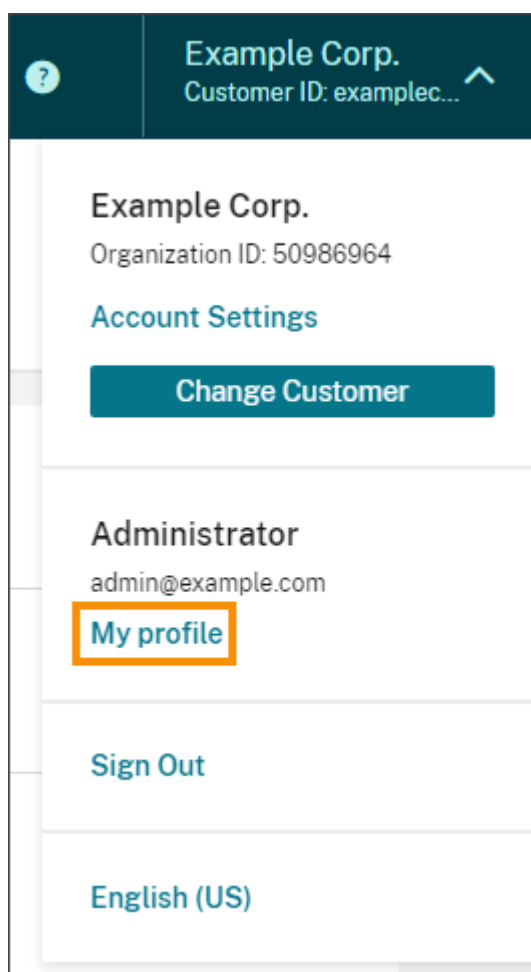 ?
Example Corp.
Customer ID: examplec...
Example Corp.
Organization ID: 50986964
Account Settings
Change Customer
Administrator
admin@example.com
My profile
Sign Out
English (US)